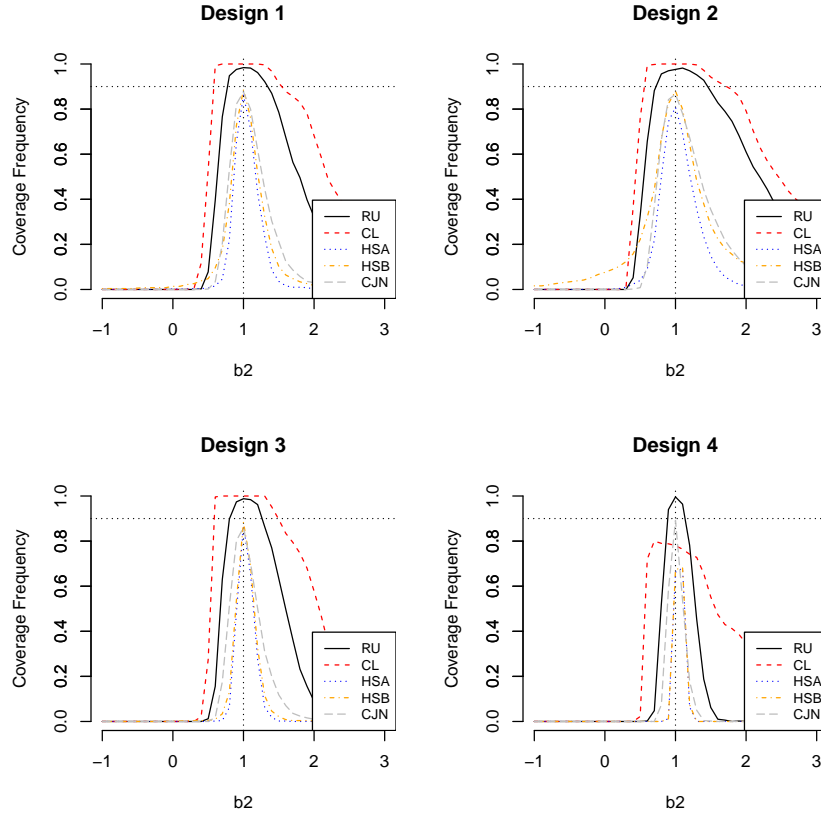 Design 1
Coverage Frequency
0.0 0.2 0.4 0.6 0.8 1.0
RU
CL
HSA
HSB
CJN
−1 0 1 2 3
b2
Design 2
Coverage Frequency
0.0 0.2 0.4 0.6 0.8 1.0
RU
CL
HSA
HSB
CJN
−1 0 1 2 3
b2
Design 3
Coverage Frequency
0.0 0.2 0.4 0.6 0.8 1.0
RU
CL
HSA
HSB
CJN
−1 0 1 2 3
b2
Design 4
Coverage Frequency
0.0 0.2 0.4 0.6 0.8 1.0
RU
CL
HSA
HSB
CJN
−1 0 1 2 3
b2